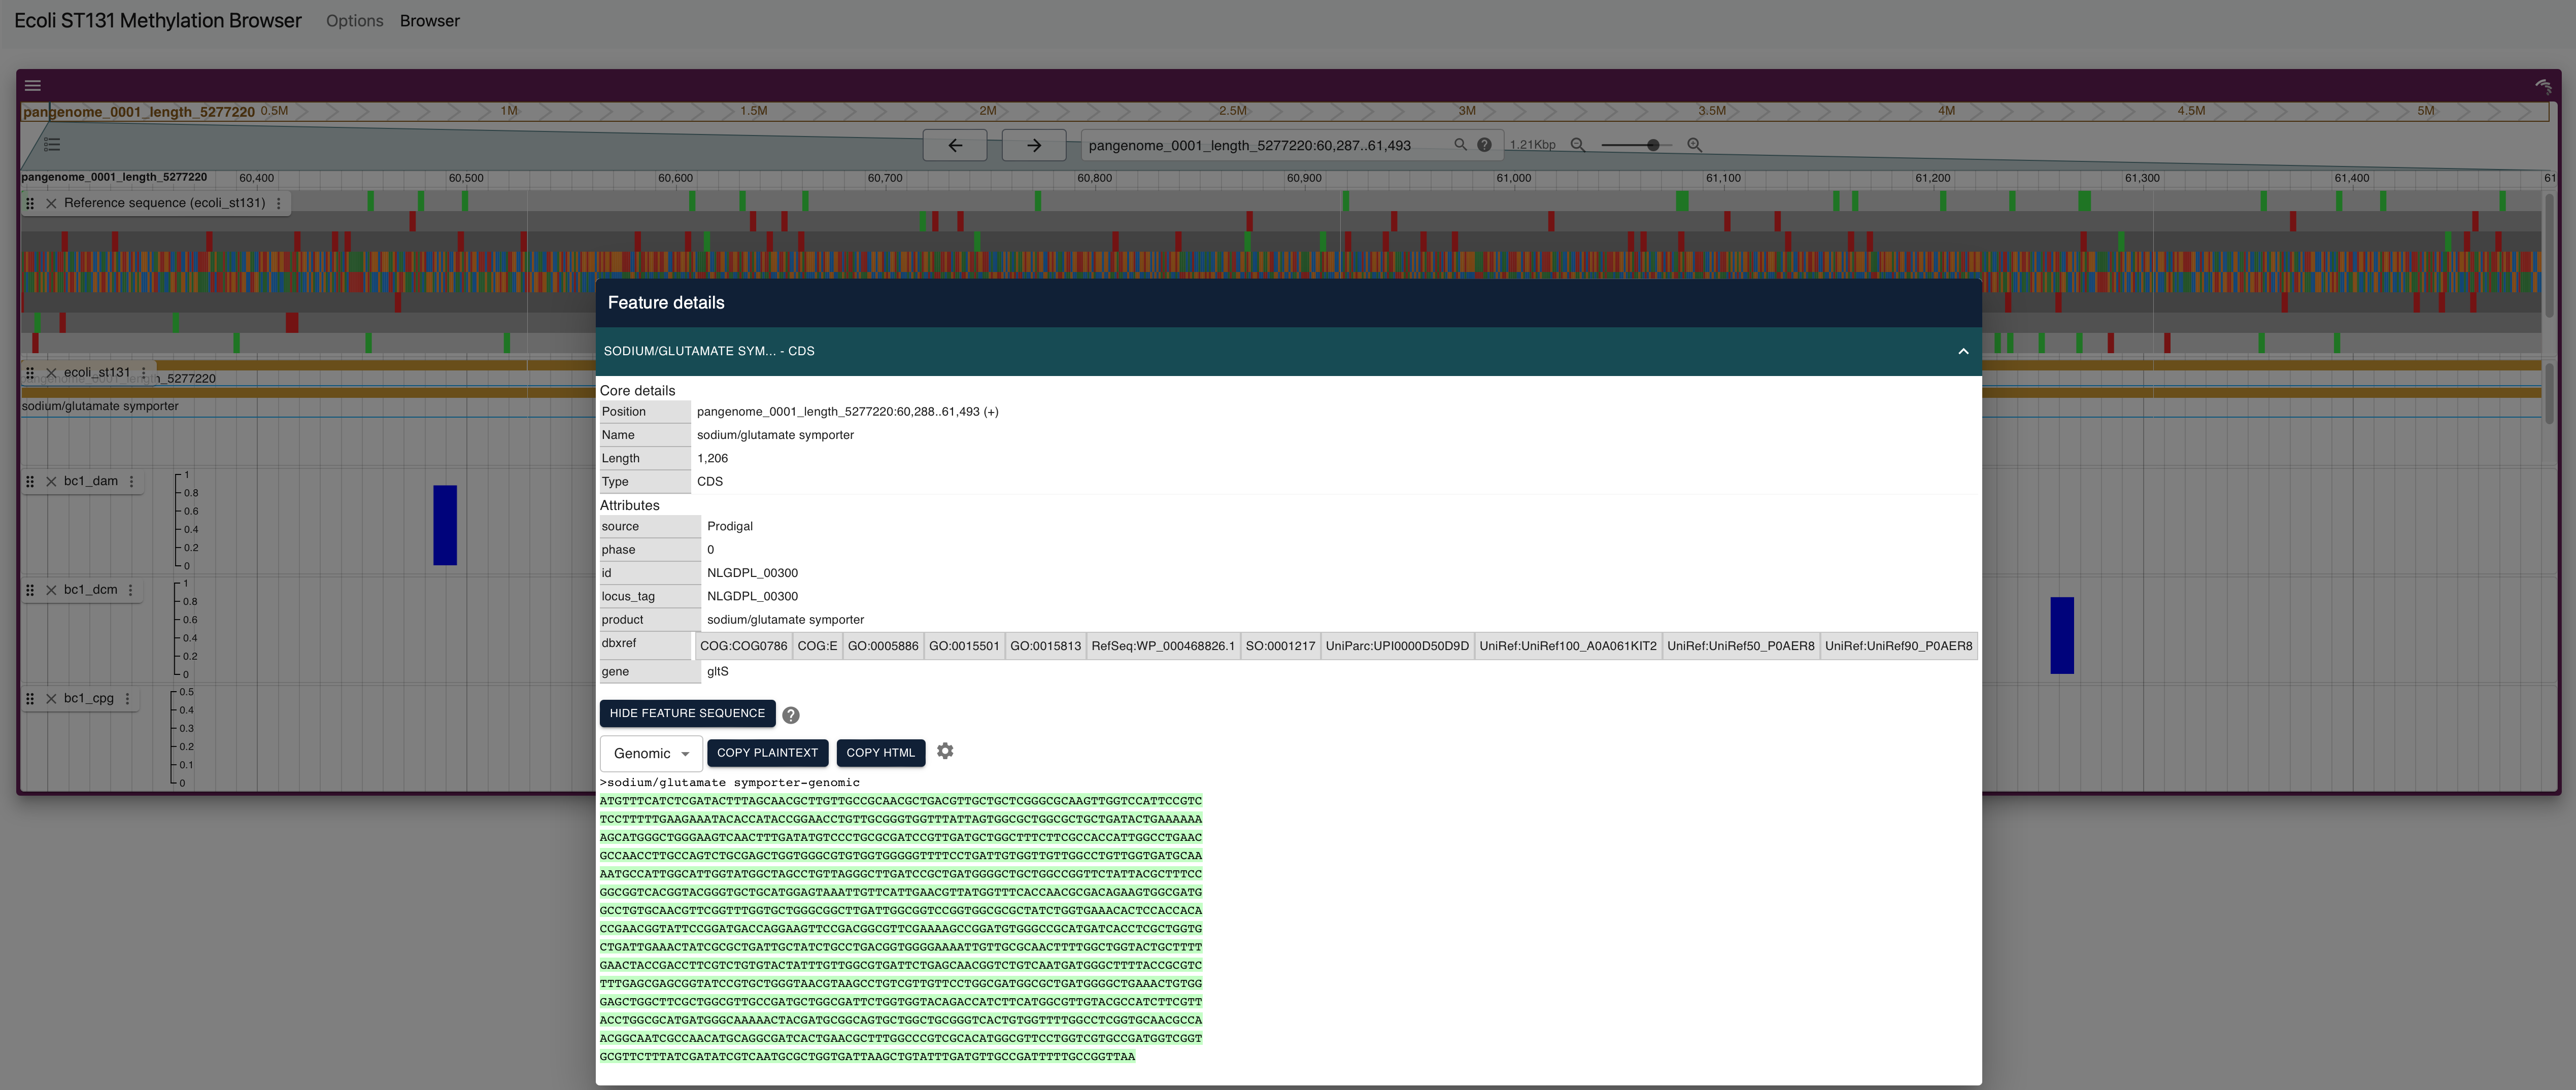 Ecoli ST131 Methylation Browser Options Browser
pangenome_0001_length_5277220 0.5M 1M 1.5M 2M 2.5M 3M 3.5M 4M 4.5M 5M
pangenome_0001_length_5277220:60,287..61,493 1.21Kbp
pangenome_0001_length_5277220 60,400 60,500 60,600 60,700 60,800 60,900 61,000 61,100 61,200 61,300 61,400 61
Reference sequence (ecoli_st131)
Feature details
SODIUM/GLUTAMATE SYM... - CDS
ecoli_st131
pangenome_0001_length_5277220
sodium/glutamate symporter
Core details
Position pangenome_0001_length_5277220:60,288..61,493 (+)
Name sodium/glutamate symporter
Length 1,206
Type CDS
Attributes
source Prodigal
phase 0
id NLGDPL_00300
locus_tag NLGDPL_00300
product sodium/glutamate symporter
dbxref COG:COG0786 COG:E GO:0005886 GO:0015501 GO:0015813 RefSeq:WP_000468826.1 SO:0001217 UniParc:UPI0000D50D9D UniRef:UniRef100_A0A061KIT2 UniRef:UniRef50_P0AER8 UniRef:UniRef90_P0AER8
gene gltS
bc1_dam
1
0.8
0.6
0.4
0.2
0
bc1_dcm
1
0.8
0.6
0.4
0.2
0
bc1_cpg
0.5
0.4
0.3
0.2
0.1
0
HIDE FEATURE SEQUENCE
Genomic COPY PLAINTEXT COPY HTML
>sodium/glutamate symporter-genomic
ATGTTTCATCTCGATACTTTAGCAACGCTTGTTGCCGCAACGCTGACGTTGCTGCTCGGGCGCAAGTTGGTCCATTCCGTC
TCCTTTTTGAAGAAATACACCATACCGGAACCTGTTGCGGGTGGTTTATTAGTGGCGCTGGCGCTGCTGATACTGAAAAAA
AGCATGGGCTGGGAAGTCAACTTTGATATGTCCCTGCGCGATCCGTTGATGCTGGCTTTCTTCGCCACCATTGGCCTGAAC
GCCAACCTTGCCAGTCTGCGAGCTGGTGGGCGTGTGGTGGGGGTTTTCCTGATTGTGGTTGTTGGCCTGTTGGTGATGCAA
AATGCCATTGGCATTGGTATGGCTAGCCTGTTAGGGCTTGATCCGCTGATGGGGCTGCTGGCCGGTTCTATTACGCTTTCC
GGCGGTCACGGTACGGGTGCTGCATGGAGTAAATTGTTCATTGAACGTTATGGTTTCACCAACGCGACAGAAGTGGCGATG
GCCTGTGCAACGTTCGGTTTGGTGCTGGGCGGCTTGATTGGCGGTCCGGTGGCGCGCTATCTGGTGAAACACTCCACCACA
CCGAACGGTATTCCGGATGACCAGGAAGTTCCGACGGCGTTCGAAAAGCCGGATGTGGGCCGCATGATCACCTCGCTGGTG
CTGATTGAAACTATCGCGCTGATTGCTATCTGCCTGACGGTGGGGAAAATTGTTGCGCAACTTTTGGCTGGTACTGCTTTT
GAACTACCGACCTTCGTCTGTGTACTATTTGTTGGCGTGATTCTGAGCAACGGTCTGTCAATGATGGGCTTTTACCGCGTC
TTTGAGCGAGCGGTATCCGTGCTGGGTAACGTAAGCCTGTCGTTGTTCCTGGCGATGGCGCTGATGGGGCTGAAACTGTGG
GAGCTGGCTTCGCTGGCGTTGCCGATGCTGGCGATTCTGGTGGTACAGACCATCTTCATGGCGTTGTACGCCATCTTCGTT
ACCTGGCGCATGATGGGCAAAAACTACGATGCGGCAGTGCTGGCTGCGGGTCACTGTGGTTTTGGCCTCGGTGCAACGCCA
ACGGCAATCGCCAACATGCAGGCGATCACTGAACGCTTTGGCCCGTCGCACATGGCGTTCCTGGTCGTGCCGATGGTCGGT
GCGTTCTTTATCGATATCGTCAATGCGCTGGTGATTAAGCTGTATTTGATGTTGCCGATTTTTGCCGGTTAA